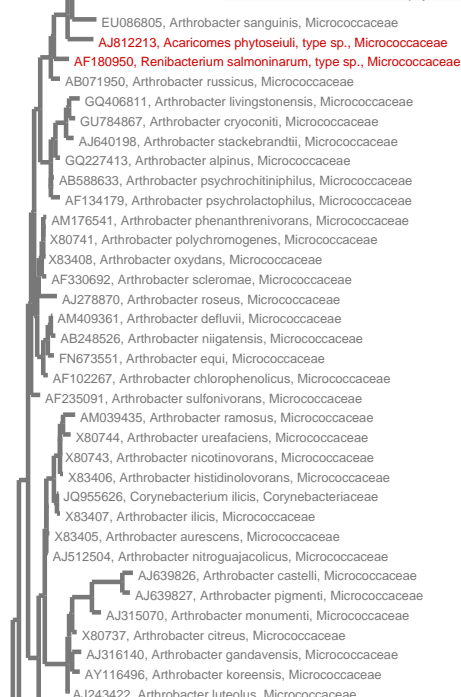 EU086805, Arthrobacter sanguinis, Micrococcaceae
AJ812213, Acaricomes phytoseiuli, type sp., Micrococcaceae
AF180950, Renibacterium salmoninarum, type sp., Micrococcaceae
AB071950, Arthrobacter russicus, Micrococcaceae
GQ406811, Arthrobacter livingstonensis, Micrococcaceae
GU784867, Arthrobacter cryoconiti, Micrococcaceae
AJ640198, Arthrobacter stackebrandtii, Micrococcaceae
GQ227413, Arthrobacter alpinus, Micrococcaceae
AB588633, Arthrobacter psychrochitiniphilus, Micrococcaceae
AF134179, Arthrobacter psychrolactophilus, Micrococcaceae
AM176541, Arthrobacter phenanthrenivorans, Micrococcaceae
X80741, Arthrobacter polychromogenes, Micrococcaceae
X83408, Arthrobacter oxydans, Micrococcaceae
AF330692, Arthrobacter scleromae, Micrococcaceae
AJ278870, Arthrobacter roseus, Micrococcaceae
AM409361, Arthrobacter defluvii, Micrococcaceae
AB248526, Arthrobacter niigatensis, Micrococcaceae
FN673551, Arthrobacter equi, Micrococcaceae
AF102267, Arthrobacter chlorophenolicus, Micrococcaceae
AF235091, Arthrobacter sulfonivorans, Micrococcaceae
AM039435, Arthrobacter ramosus, Micrococcaceae
X80744, Arthrobacter ureafaciens, Micrococcaceae
X80743, Arthrobacter nicotinovorans, Micrococcaceae
X83406, Arthrobacter histidinolovorans, Micrococcaceae
JQ955626, Corynebacterium ilicis, Corynebacteriaceae
X83407, Arthrobacter ilicis, Micrococcaceae
X83405, Arthrobacter aurescens, Micrococcaceae
AJ512504, Arthrobacter nitroguajacolicus, Micrococcaceae
AJ639826, Arthrobacter castelli, Micrococcaceae
AJ639827, Arthrobacter pigmenti, Micrococcaceae
AJ315070, Arthrobacter monumenti, Micrococcaceae
X80737, Arthrobacter citreus, Micrococcaceae
AJ316140, Arthrobacter gandavensis, Micrococcaceae
AY116496, Arthrobacter koreensis, Micrococcaceae
AJ243422, Arthrobacter luteolus, Micrococcaceae